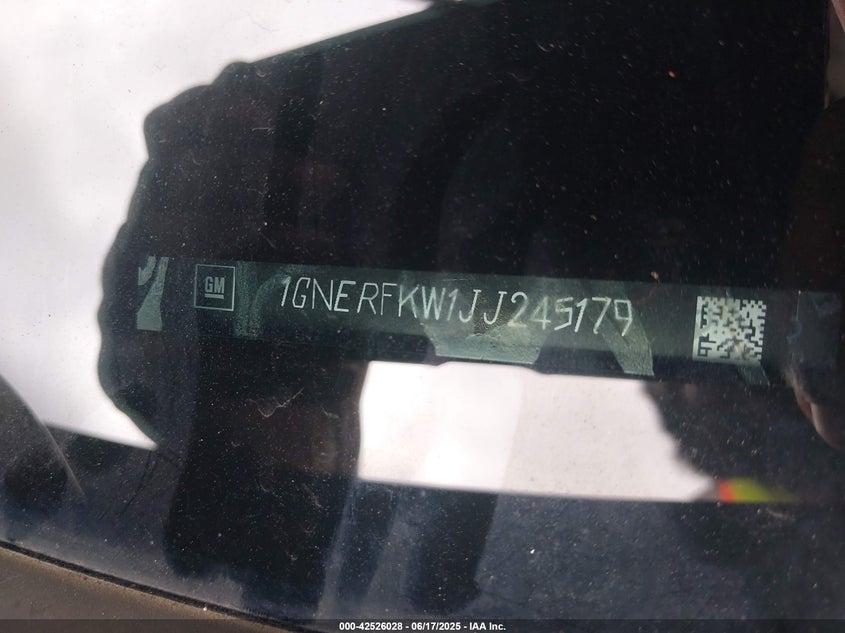 GM 1GNERFKW1JJ245179
000-42526028 - 06/17/2025 - IAA Inc.